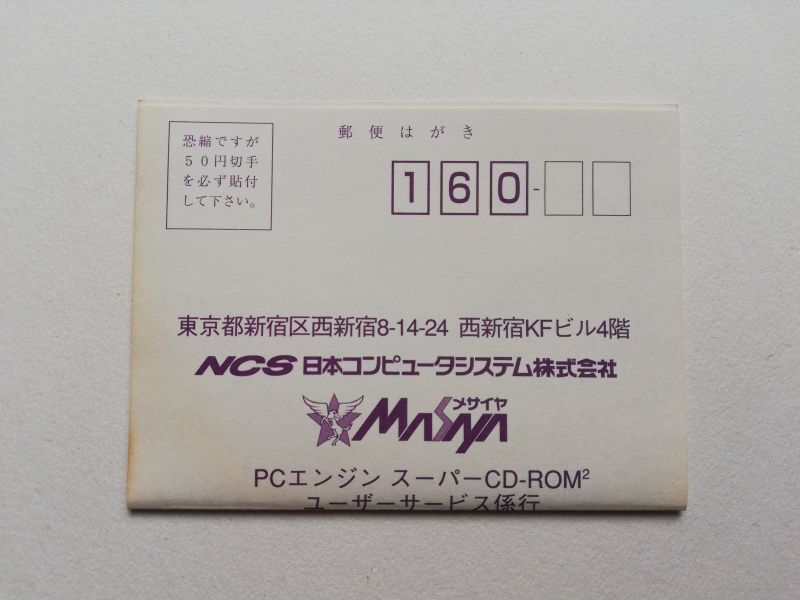 恐縮ですが
50円切手
を必ず貼付
して下さい。
郵便はがき
160-
東京都新宿区西新宿8-14-24 西新宿KFビル4階
NCS 日本コンピュータシステム株式会社
メサイヤ
MASAYA
PCエンジン スーパーCD-ROM²
ユーザーサービス係行